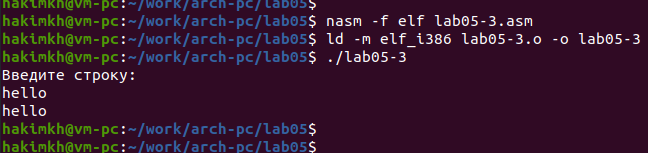 hakimkh@vm-pc:~/work/arch-pc/lab05$ nasm -f elf lab05-3.asm
hakimkh@vm-pc:~/work/arch-pc/lab05$ ld -m elf_i386 lab05-3.o -o lab05-3
hakimkh@vm-pc:~/work/arch-pc/lab05$ ./lab05-3
Введите строку:
hello
hello
hakimkh@vm-pc:~/work/arch-pc/lab05$
hakimkh@vm-pc:~/work/arch-pc/lab05$